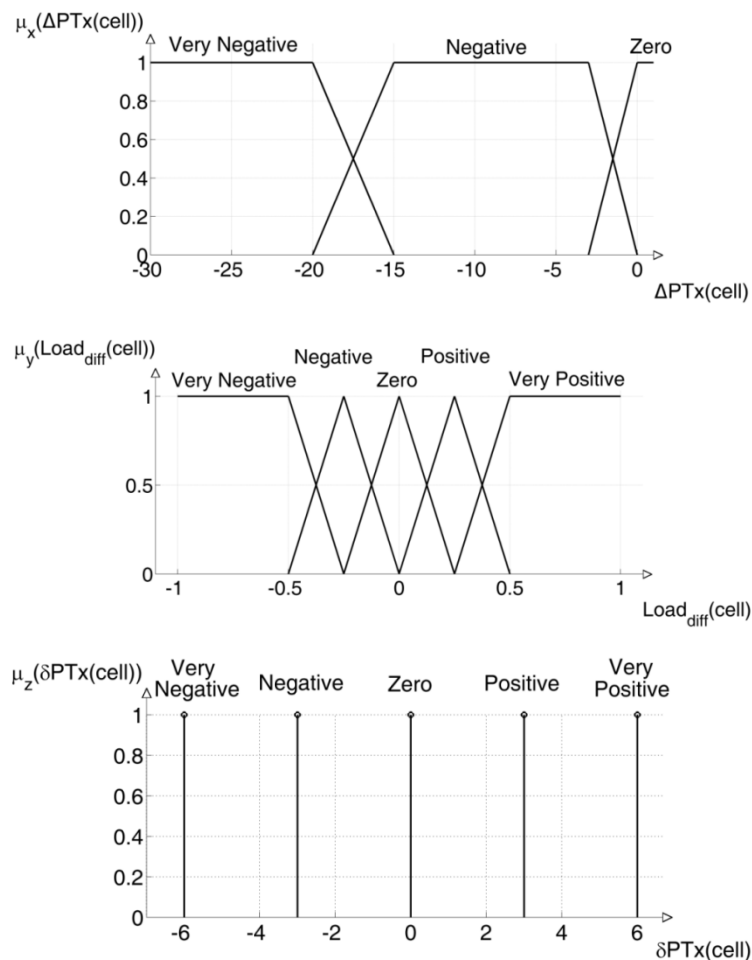 μx(ΔPTx(cell))
Very Negative Negative Zero
1
0.8
0.6
0.4
0.2
0
-30 -25 -20 -15 -10 -5 0
ΔPTx(cell)
μy(Loaddiff(cell))
Negative Positive
Very Negative Zero Very Positive
1
0.5
0
-1 -0.5 0 0.5 1
Loaddiff(cell)
μz(δPTx(cell))
Very Negative Negative Zero Positive Very Positive
1
0.8
0.6
0.4
0.2
0
-6 -4 -2 0 2 4 6
δPTx(cell)